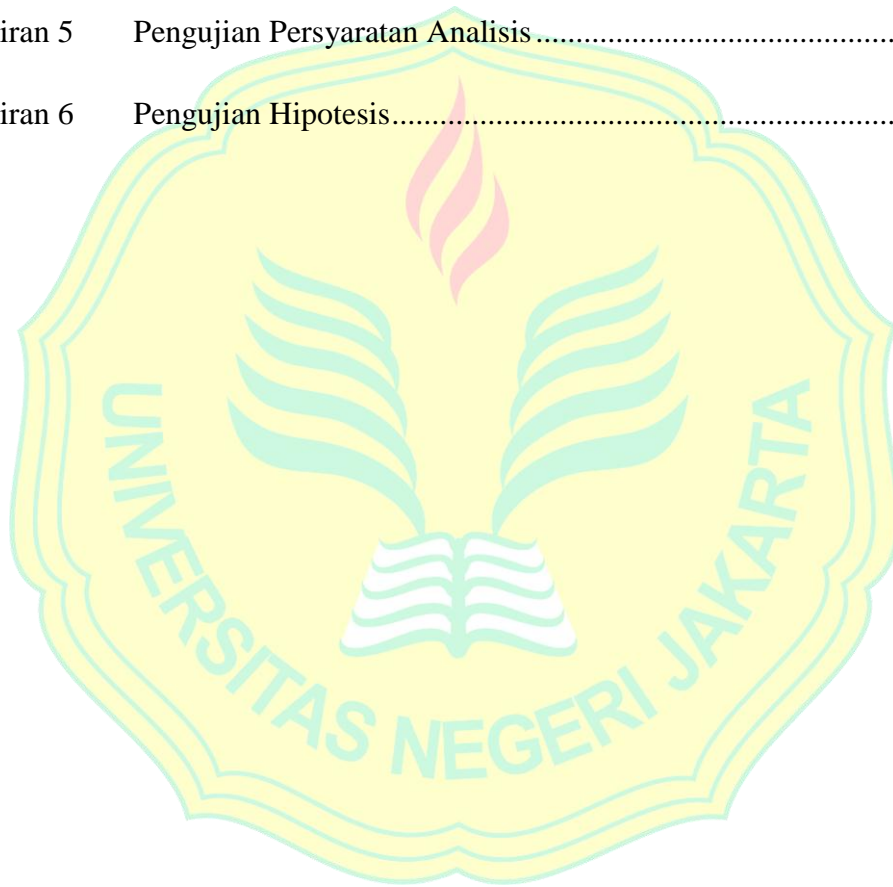 iran 5 Pengujian Persyaratan Analisis............................................
iran 6 Pengujian Hipotesis..............................................................
UNIVERSITAS NEGERI JAKARTA